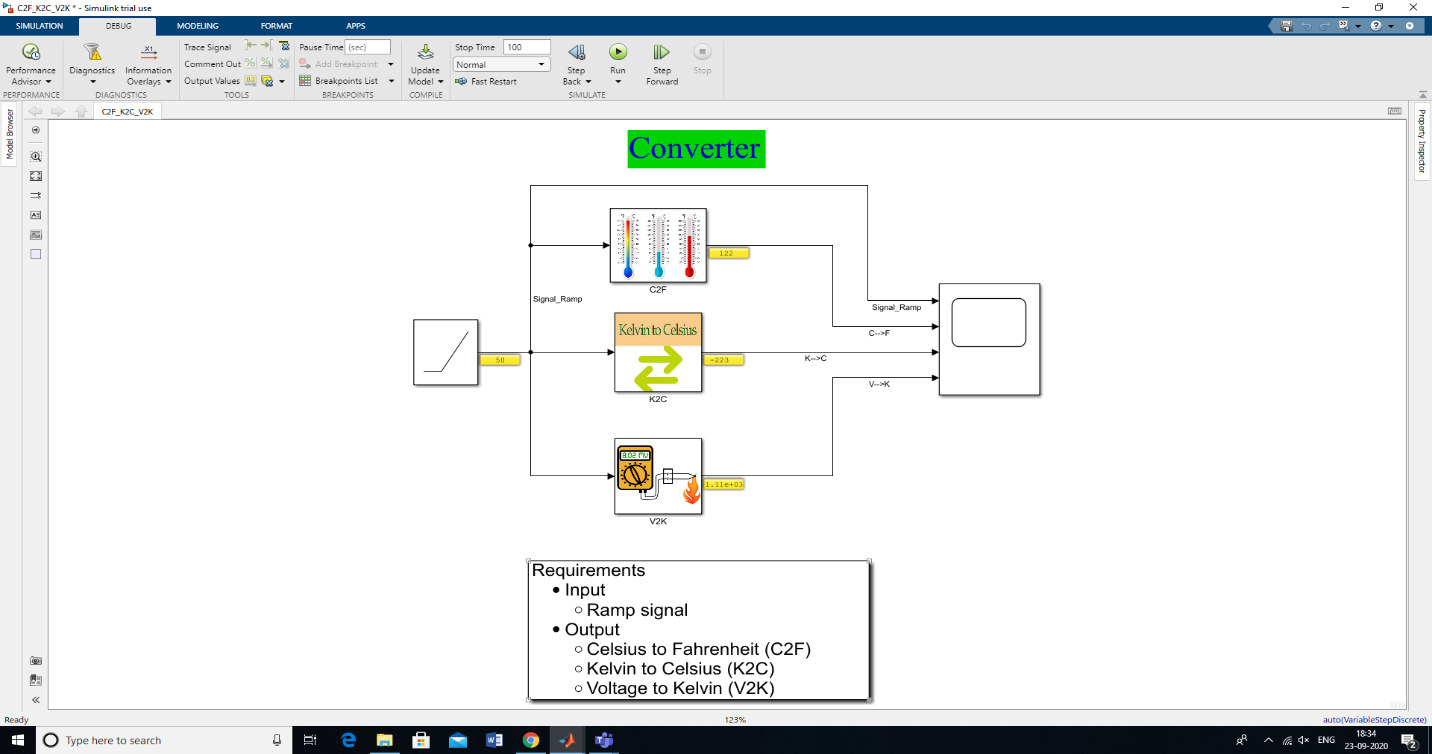 C2F_K2C_V2K * - Simulink trial use
SIMULATION DEBUG MODELING FORMAT APPS
Performance Advisor
PERFORMANCE
Diagnostics
Information Overlays
DIAGNOSTICS
Trace Signal
Comment Out
Output Values
TOOLS
Pause Time (sec)
Add Breakpoint
Breakpoints List
BREAKPOINTS
Update Model
COMPILE
Stop Time 100
Normal
Fast Restart
Step Back
Run
Step Forward
Stop
SIMULATE
Model Browser
C2F_K2C_V2K
Property Inspector
Converter
122
C2F
Signal_Ramp
Signal_Ramp
C-->F
Kelvin to Celsius
50
-223
K-->C
K2C
V-->K
8.02 mV
1.11e+03
V2K
Requirements
• Input
○ Ramp signal
• Output
○ Celsius to Fahrenheit (C2F)
○ Kelvin to Celsius (K2C)
○ Voltage to Kelvin (V2K)
Ready 123% auto(VariableStepDiscrete)
Type here to search
ENG
18:34
23-09-2020
2